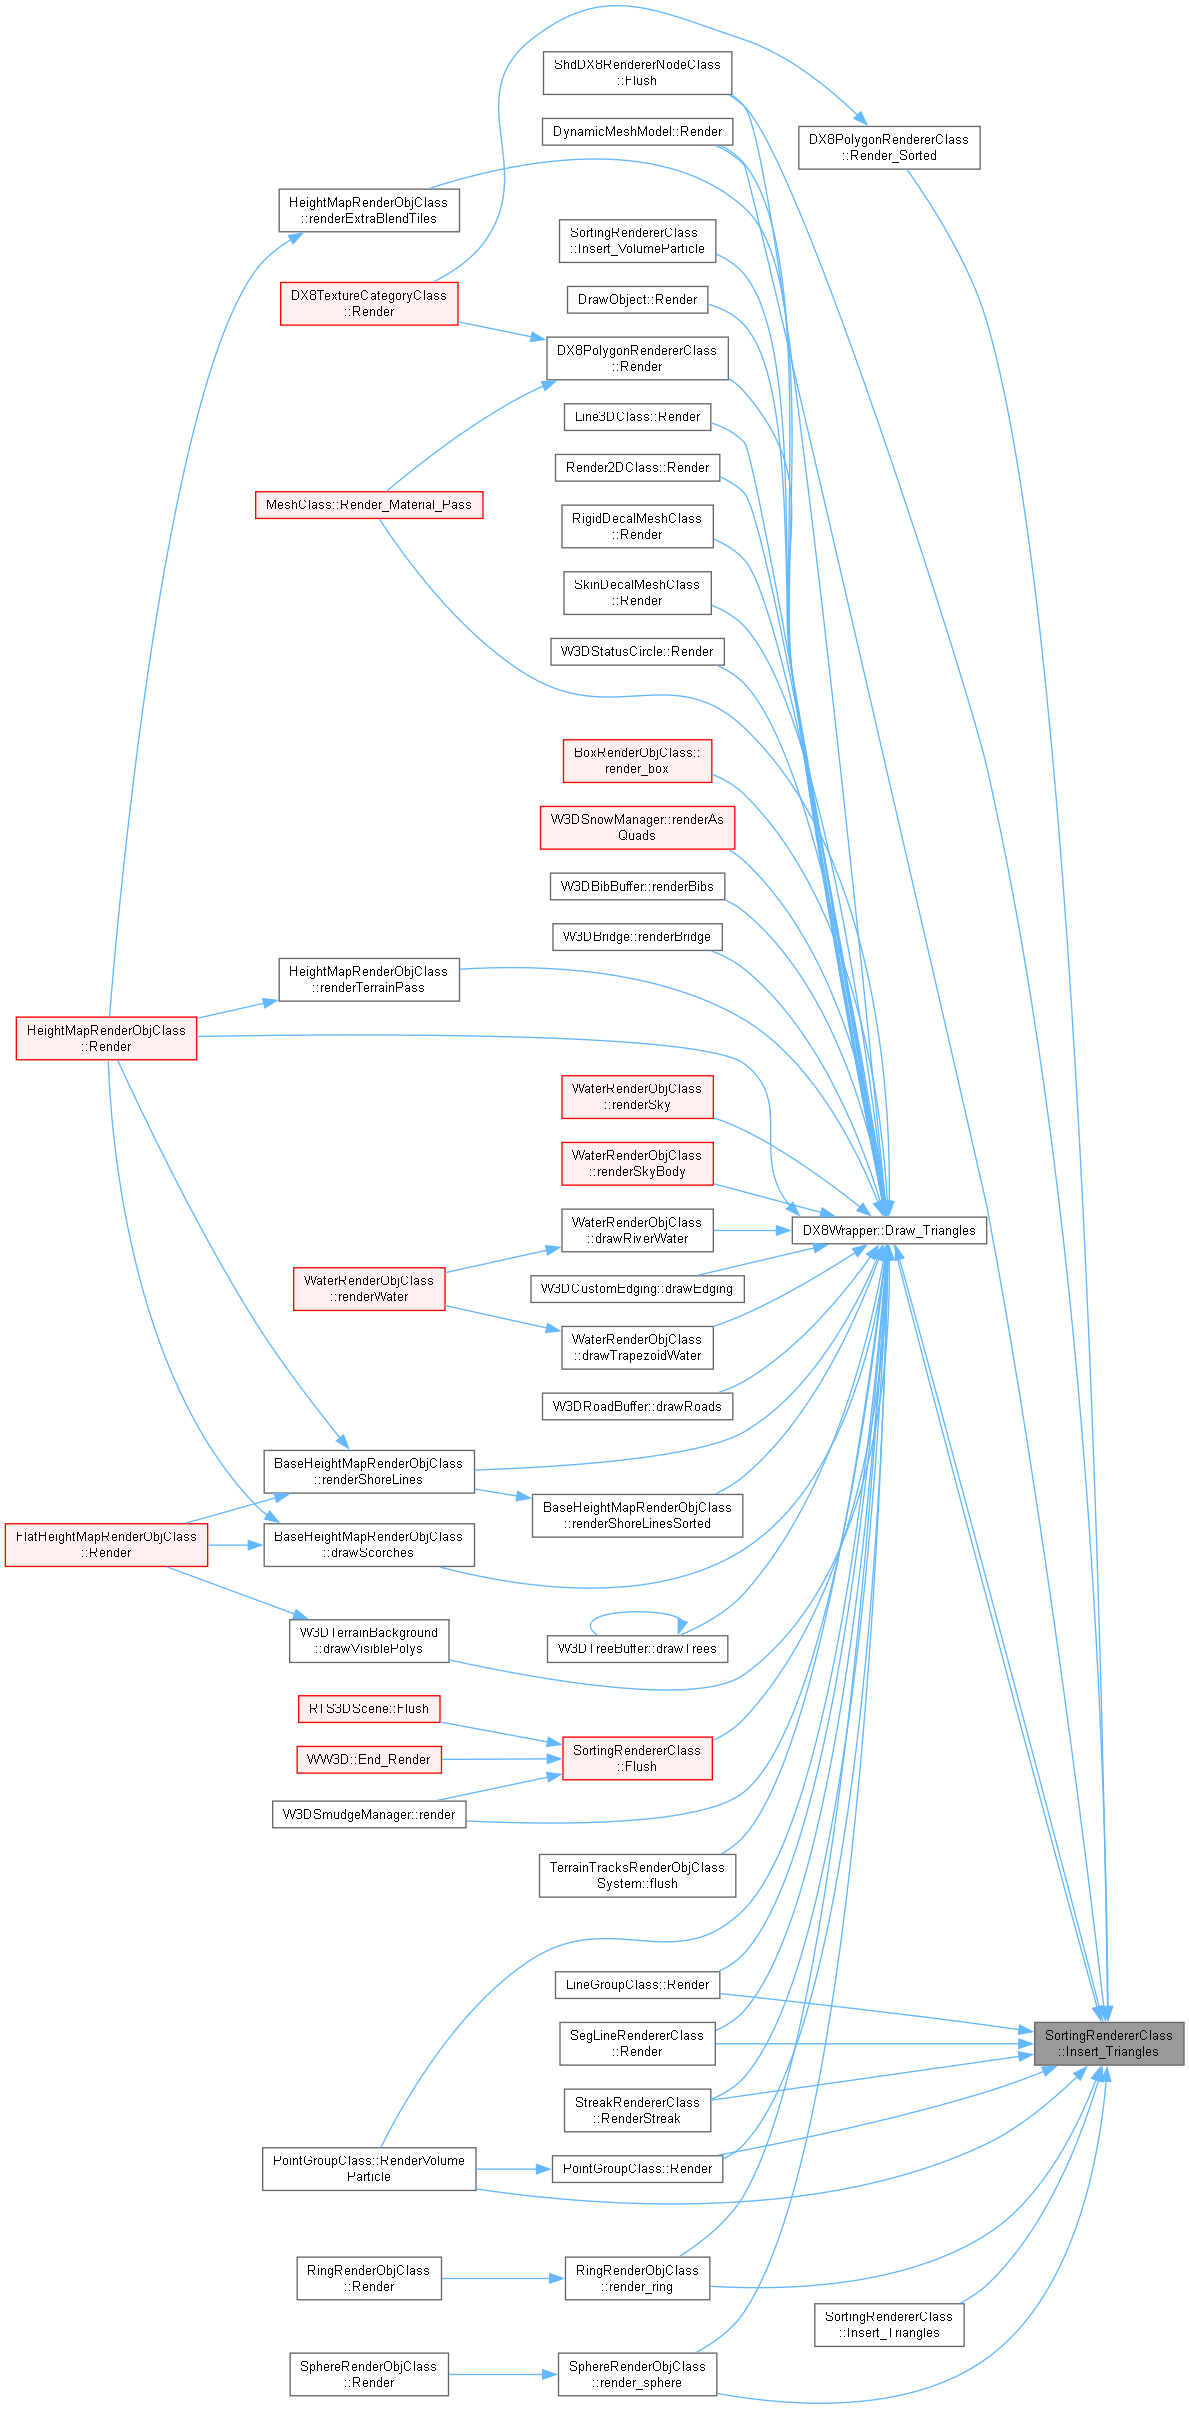 ShdDX8RendererNodeClass
::Flush
DynamicMeshModel::Render
DX8PolygonRendererClass
::Render_Sorted
HeightMapRenderObjClass
::renderExtraBlendTiles
SortingRendererClass
::Insert_VolumeParticle
DX8TextureCategoryClass
::Render
DrawObject::Render
DX8PolygonRendererClass
::Render
Line3DClass::Render
Render2DClass::Render
MeshClass::Render_Material_Pass
RigidDecalMeshClass
::Render
SkinDecalMeshClass
::Render
W3DStatusCircle::Render
BoxRenderObjClass::
render_box
W3DSnowManager::renderAs
Quads
W3DBibBuffer::renderBibs
W3DBridge::renderBridge
HeightMapRenderObjClass
::renderTerrainPass
HeightMapRenderObjClass
::Render
WaterRenderObjClass
::renderSky
WaterRenderObjClass
::renderSkyBody
WaterRenderObjClass
::drawRiverWater
DX8Wrapper::Draw_Triangles
WaterRenderObjClass
::renderWater
W3DCustomEdging::drawEdging
WaterRenderObjClass
::drawTrapezoidWater
W3DRoadBuffer::drawRoads
BaseHeightMapRenderObjClass
::renderShoreLines
BaseHeightMapRenderObjClass
::renderShoreLinesSorted
FlatHeightMapRenderObjClass
::Render
BaseHeightMapRenderObjClass
::drawScorches
W3DTerrainBackground
::drawVisiblePolys
W3DTreeBuffer::drawTrees
RTS3DScene::Flush
SortingRendererClass
::Flush
WW3D::End_Render
W3DSmudgeManager::render
TerrainTracksRenderObjClass
System::flush
LineGroupClass::Render
SegLineRendererClass
::Render
SortingRendererClass
::Insert_Triangles
StreakRendererClass
::RenderStreak
PointGroupClass::RenderVolume
Particle
PointGroupClass::Render
RingRenderObjClass
::Render
RingRenderObjClass
::render_ring
SortingRendererClass
::Insert_Triangles
SphereRenderObjClass
::Render
SphereRenderObjClass
::render_sphere